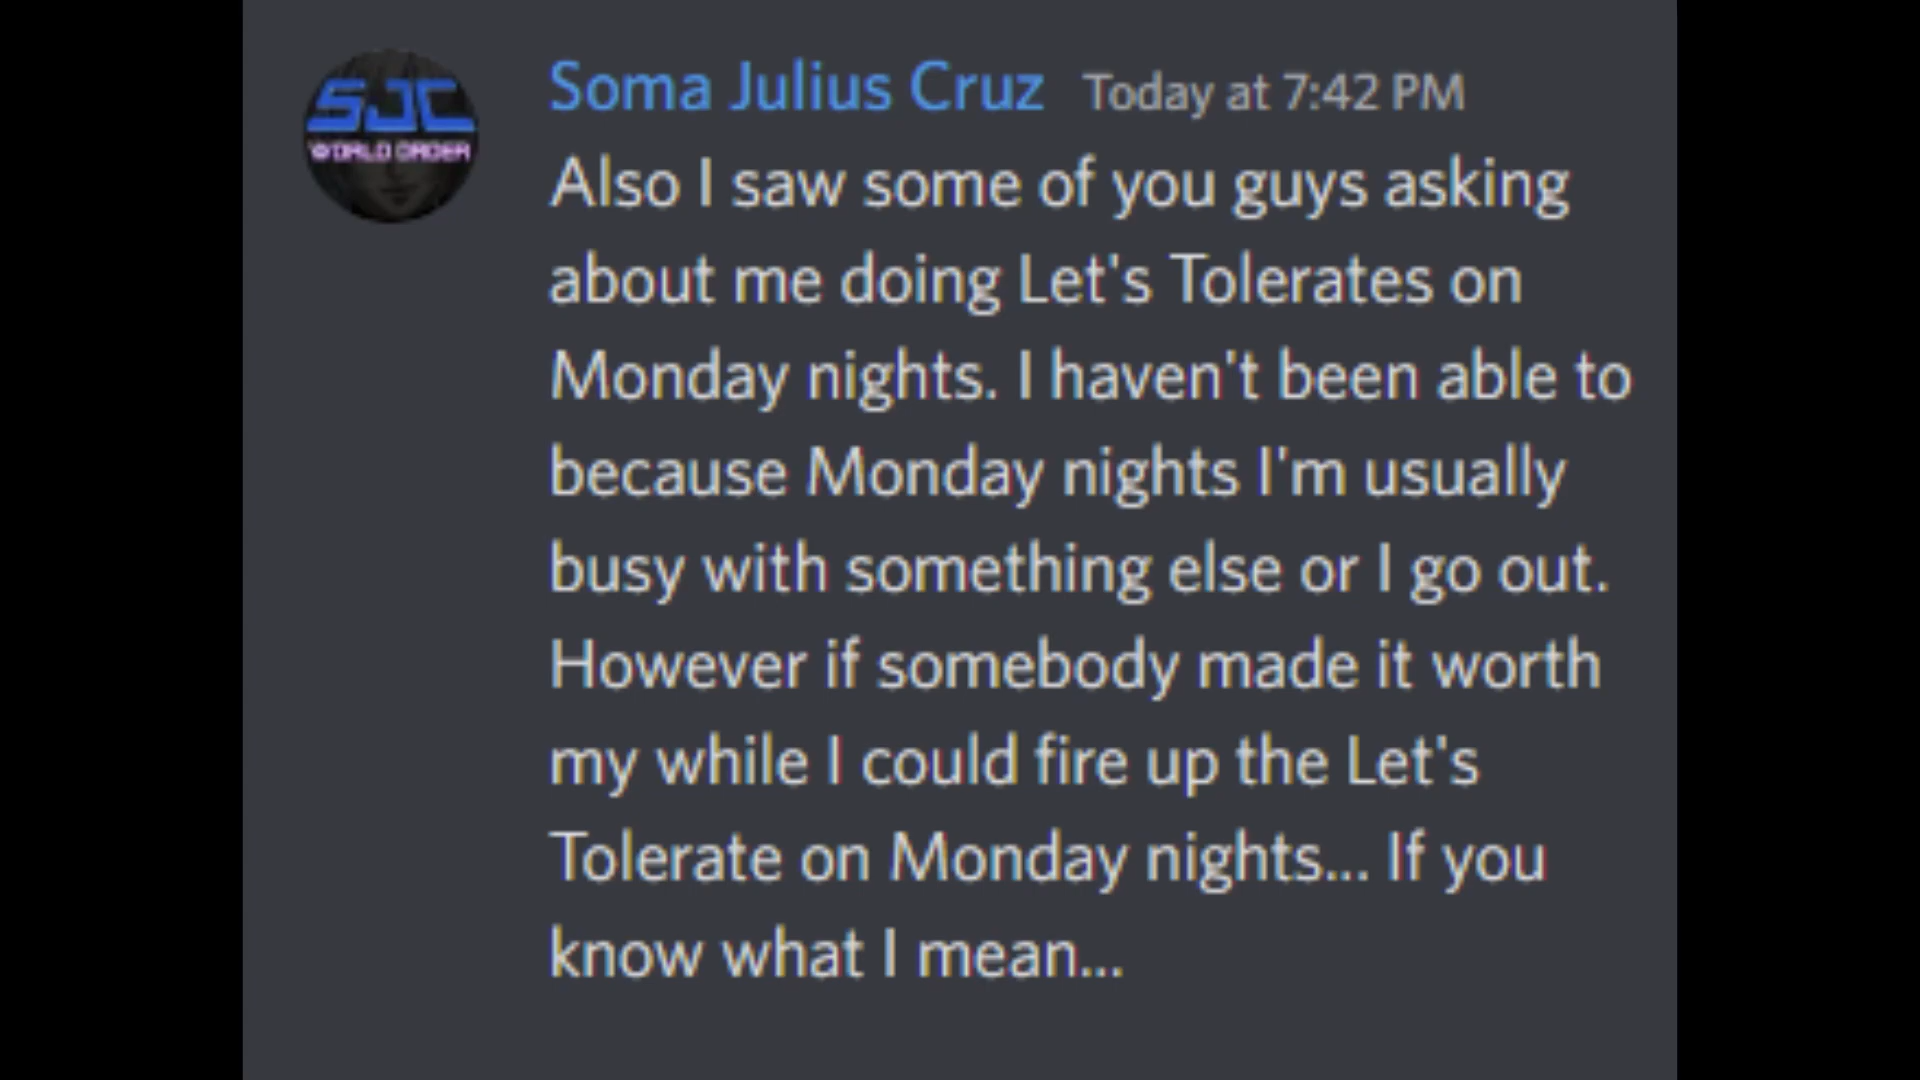 SJC
WORLD ORDER
Soma Julius Cruz Today at 7:42 PM
Also I saw some of you guys asking
about me doing Let's Tolerates on
Monday nights. I haven't been able to
because Monday nights I'm usually
busy with something else or I go out.
However if somebody made it worth
my while I could fire up the Let's
Tolerate on Monday nights... If you
know what I mean...